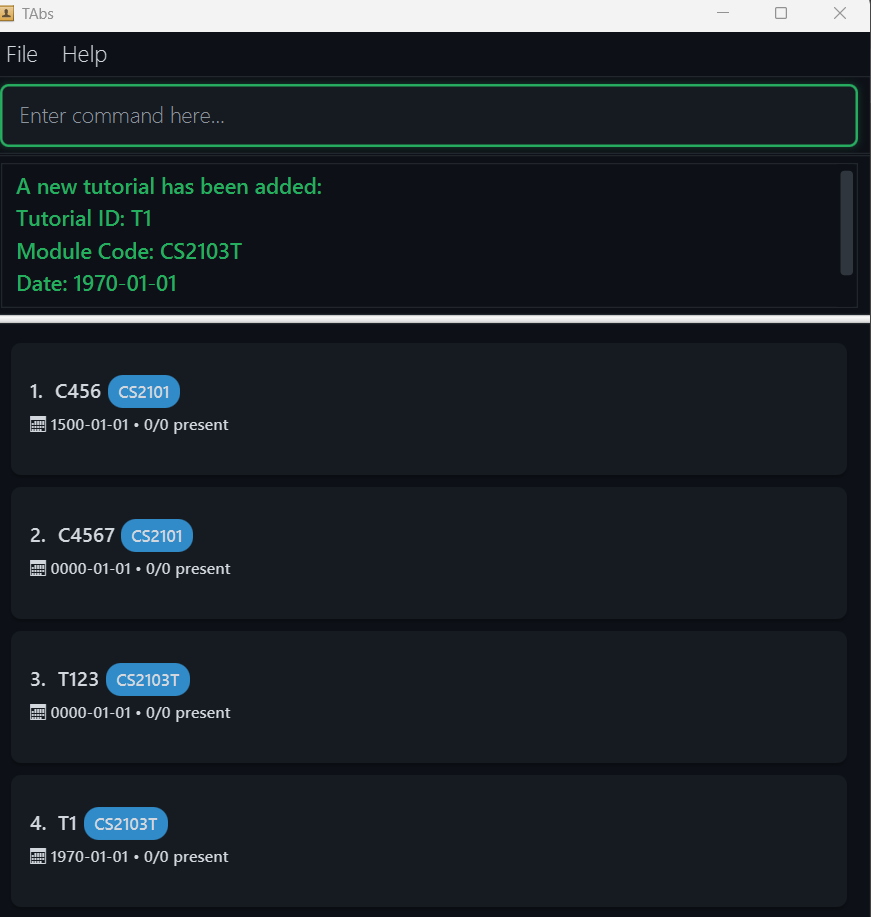 TAbs
File Help
Enter command here...
A new tutorial has been added:
Tutorial ID: T1
Module Code: CS2103T
Date: 1970-01-01
1. C456 CS2101
1500-01-01 • 0/0 present
2. C4567 CS2101
0000-01-01 • 0/0 present
3. T123 CS2103T
0000-01-01 • 0/0 present
4. T1 CS2103T
1970-01-01 • 0/0 present